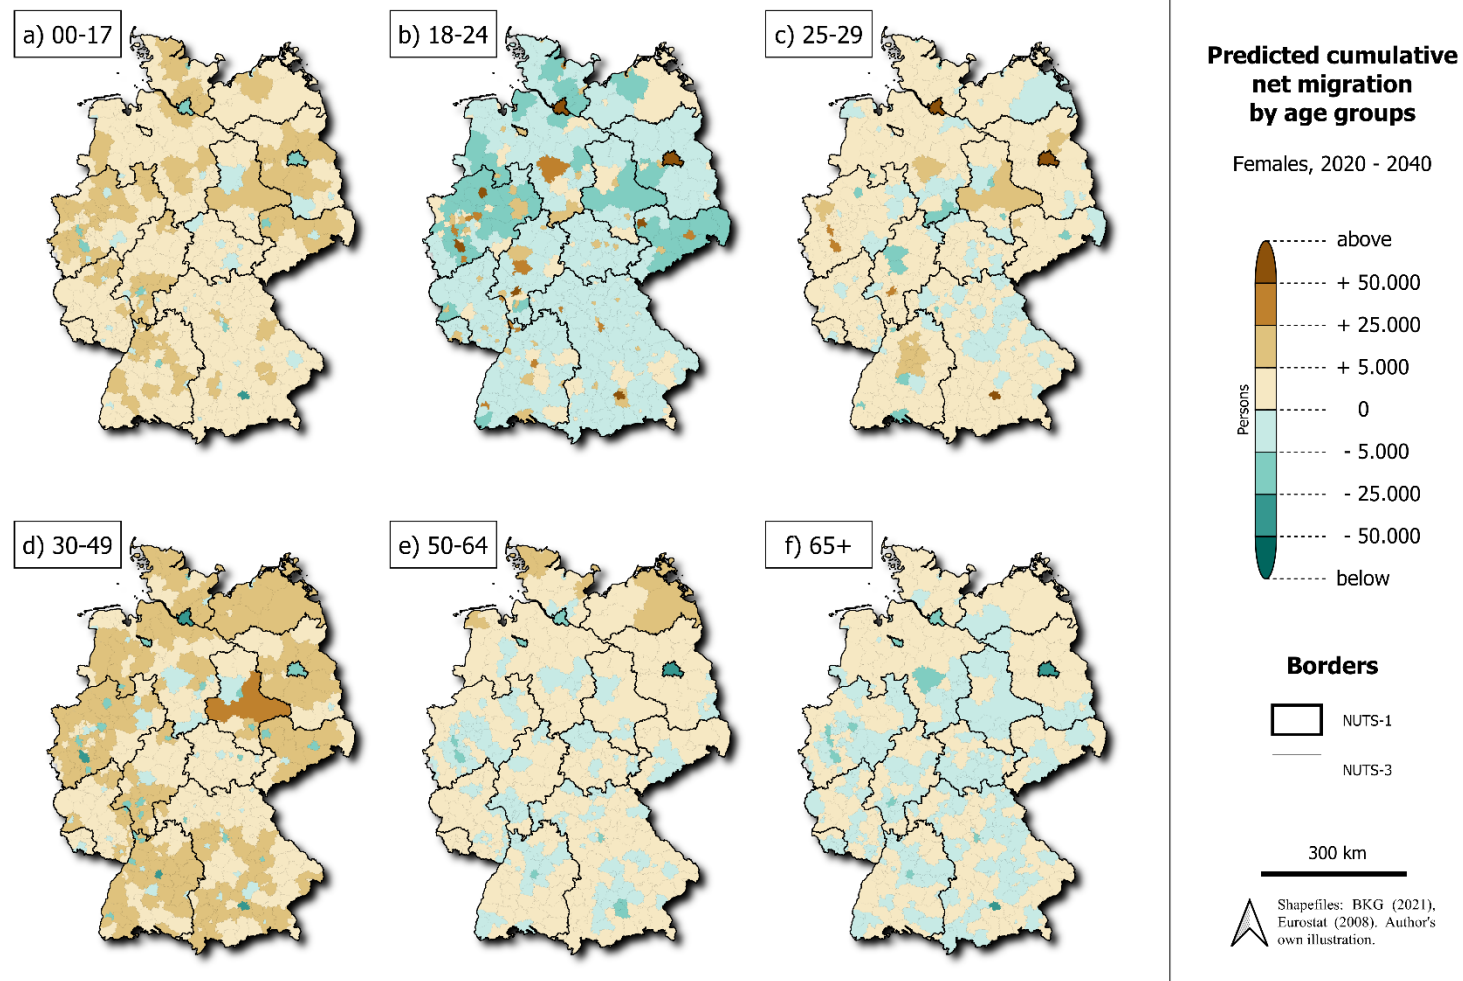 a) 00-17
b) 18-24
c) 25-29
d) 30-49
e) 50-64
f) 65+
Predicted cumulative
net migration
by age groups
Females, 2020 - 2040
above
+ 50.000
+ 25.000
+ 5.000
0
- 5.000
- 25.000
- 50.000
below
Persons
Borders
NUTS-1
NUTS-3
300 km
Shapefiles: BKG (2021),
Eurostat (2008). Author's
own illustration.